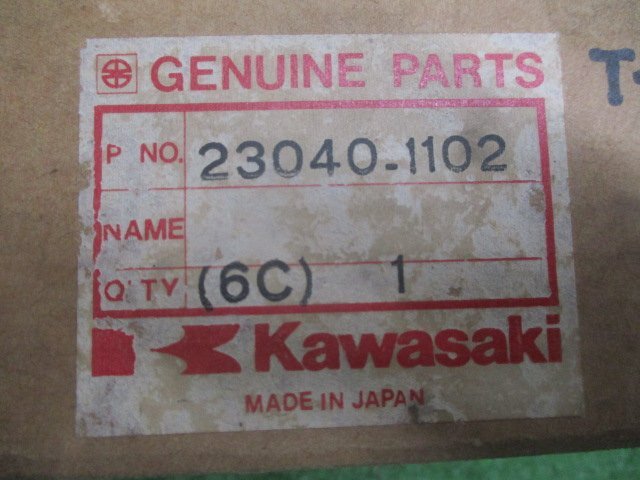 GENUINE PARTS
P NO. 23040-1102
NAME
Q'TY (6C) 1
Kawasaki
MADE IN JAPAN
T